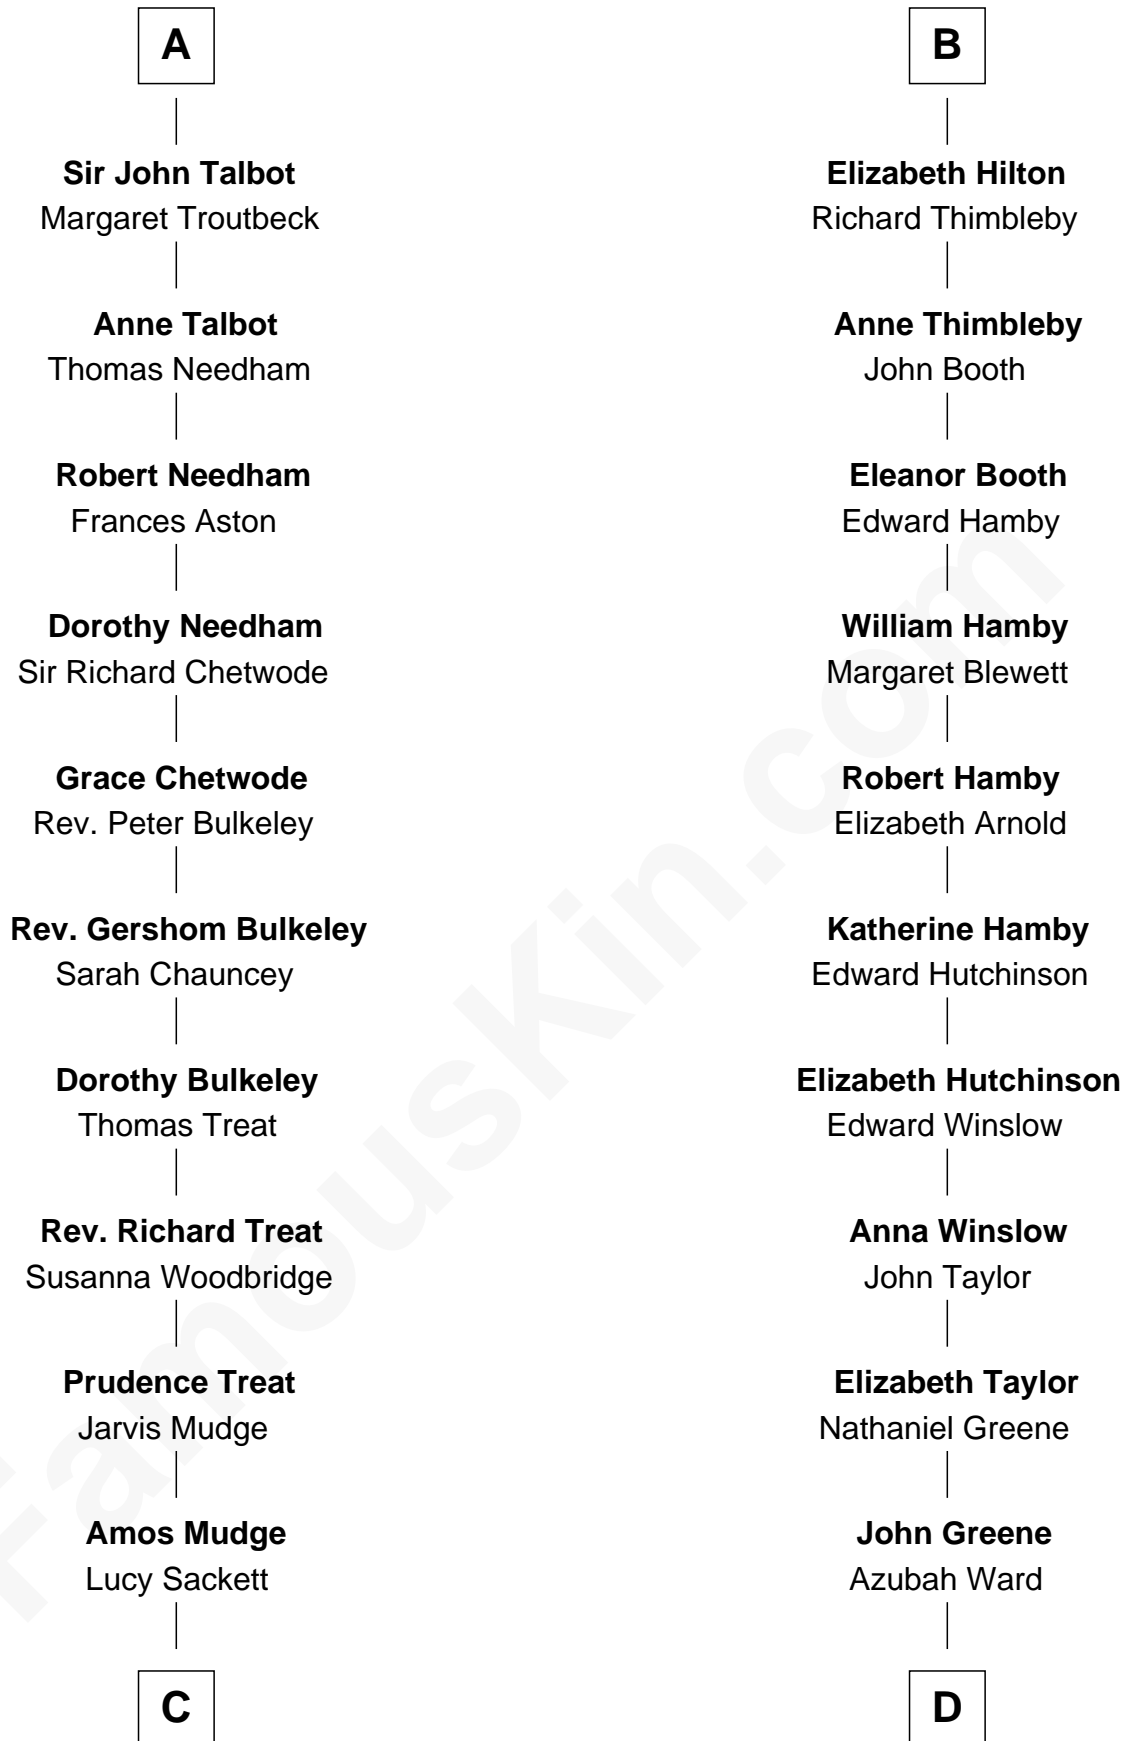 A
Sir John Talbot
Margaret Troutbeck
Anne Talbot
Thomas Needham
Robert Needham
Frances Aston
Dorothy Needham
Sir Richard Chetwode
Grace Chetwode
Rev. Peter Bulkeley
Rev. Gershom Bulkeley
Sarah Chauncey
Dorothy Bulkeley
Thomas Treat
Rev. Richard Treat
Susanna Woodbridge
Prudence Treat
Jarvis Mudge
Amos Mudge
Lucy Sackett
C
B
Elizabeth Hilton
Richard Thimbleby
Anne Thimbleby
John Booth
Eleanor Booth
Edward Hamby
William Hamby
Margaret Blewett
Robert Hamby
Elizabeth Arnold
Katherine Hamby
Edward Hutchinson
Elizabeth Hutchinson
Edward Winslow
Anna Winslow
John Taylor
Elizabeth Taylor
Nathaniel Greene
John Greene
Azubah Ward
D
FamousKin.com